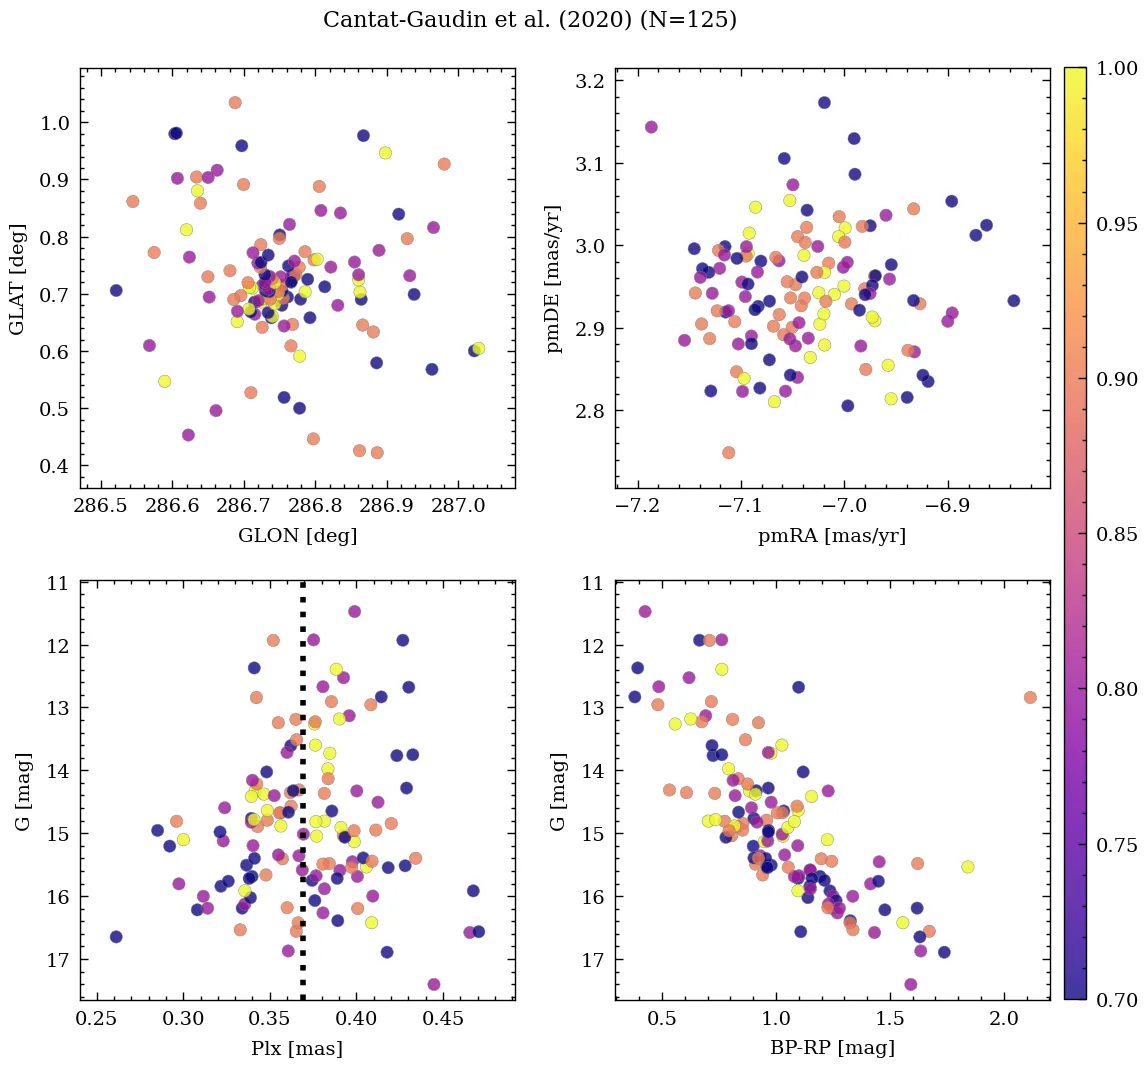 Cantat-Gaudin et al. (2020) (N=125)
1.0
0.9
0.8
0.7
0.6
0.5
0.4
GLAT [deg]
286.5 286.6 286.7 286.8 286.9 287.0
GLON [deg]
3.2
3.1
3.0
2.9
2.8
pmDE [mas/yr]
−7.2 −7.1 −7.0 −6.9
pmRA [mas/yr]
11
12
13
14
15
16
17
G [mag]
0.25 0.30 0.35 0.40 0.45
Plx [mas]
11
12
13
14
15
16
17
G [mag]
0.5 1.0 1.5 2.0
BP-RP [mag]
1.00
0.95
0.90
0.85
0.80
0.75
0.70